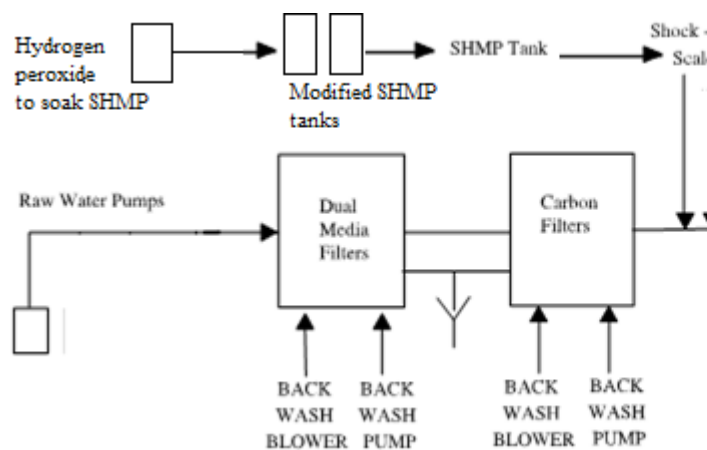 Hydrogen
peroxide
to soak SHMP
Modified SHMP
tanks
SHMP Tank
Shock -
Scale
Raw Water Pumps
Dual
Media
Filters
Carbon
Filters
BACK
WASH
BLOWER
BACK
WASH
PUMP
BACK
WASH
BLOWER
BACK
WASH
PUMP